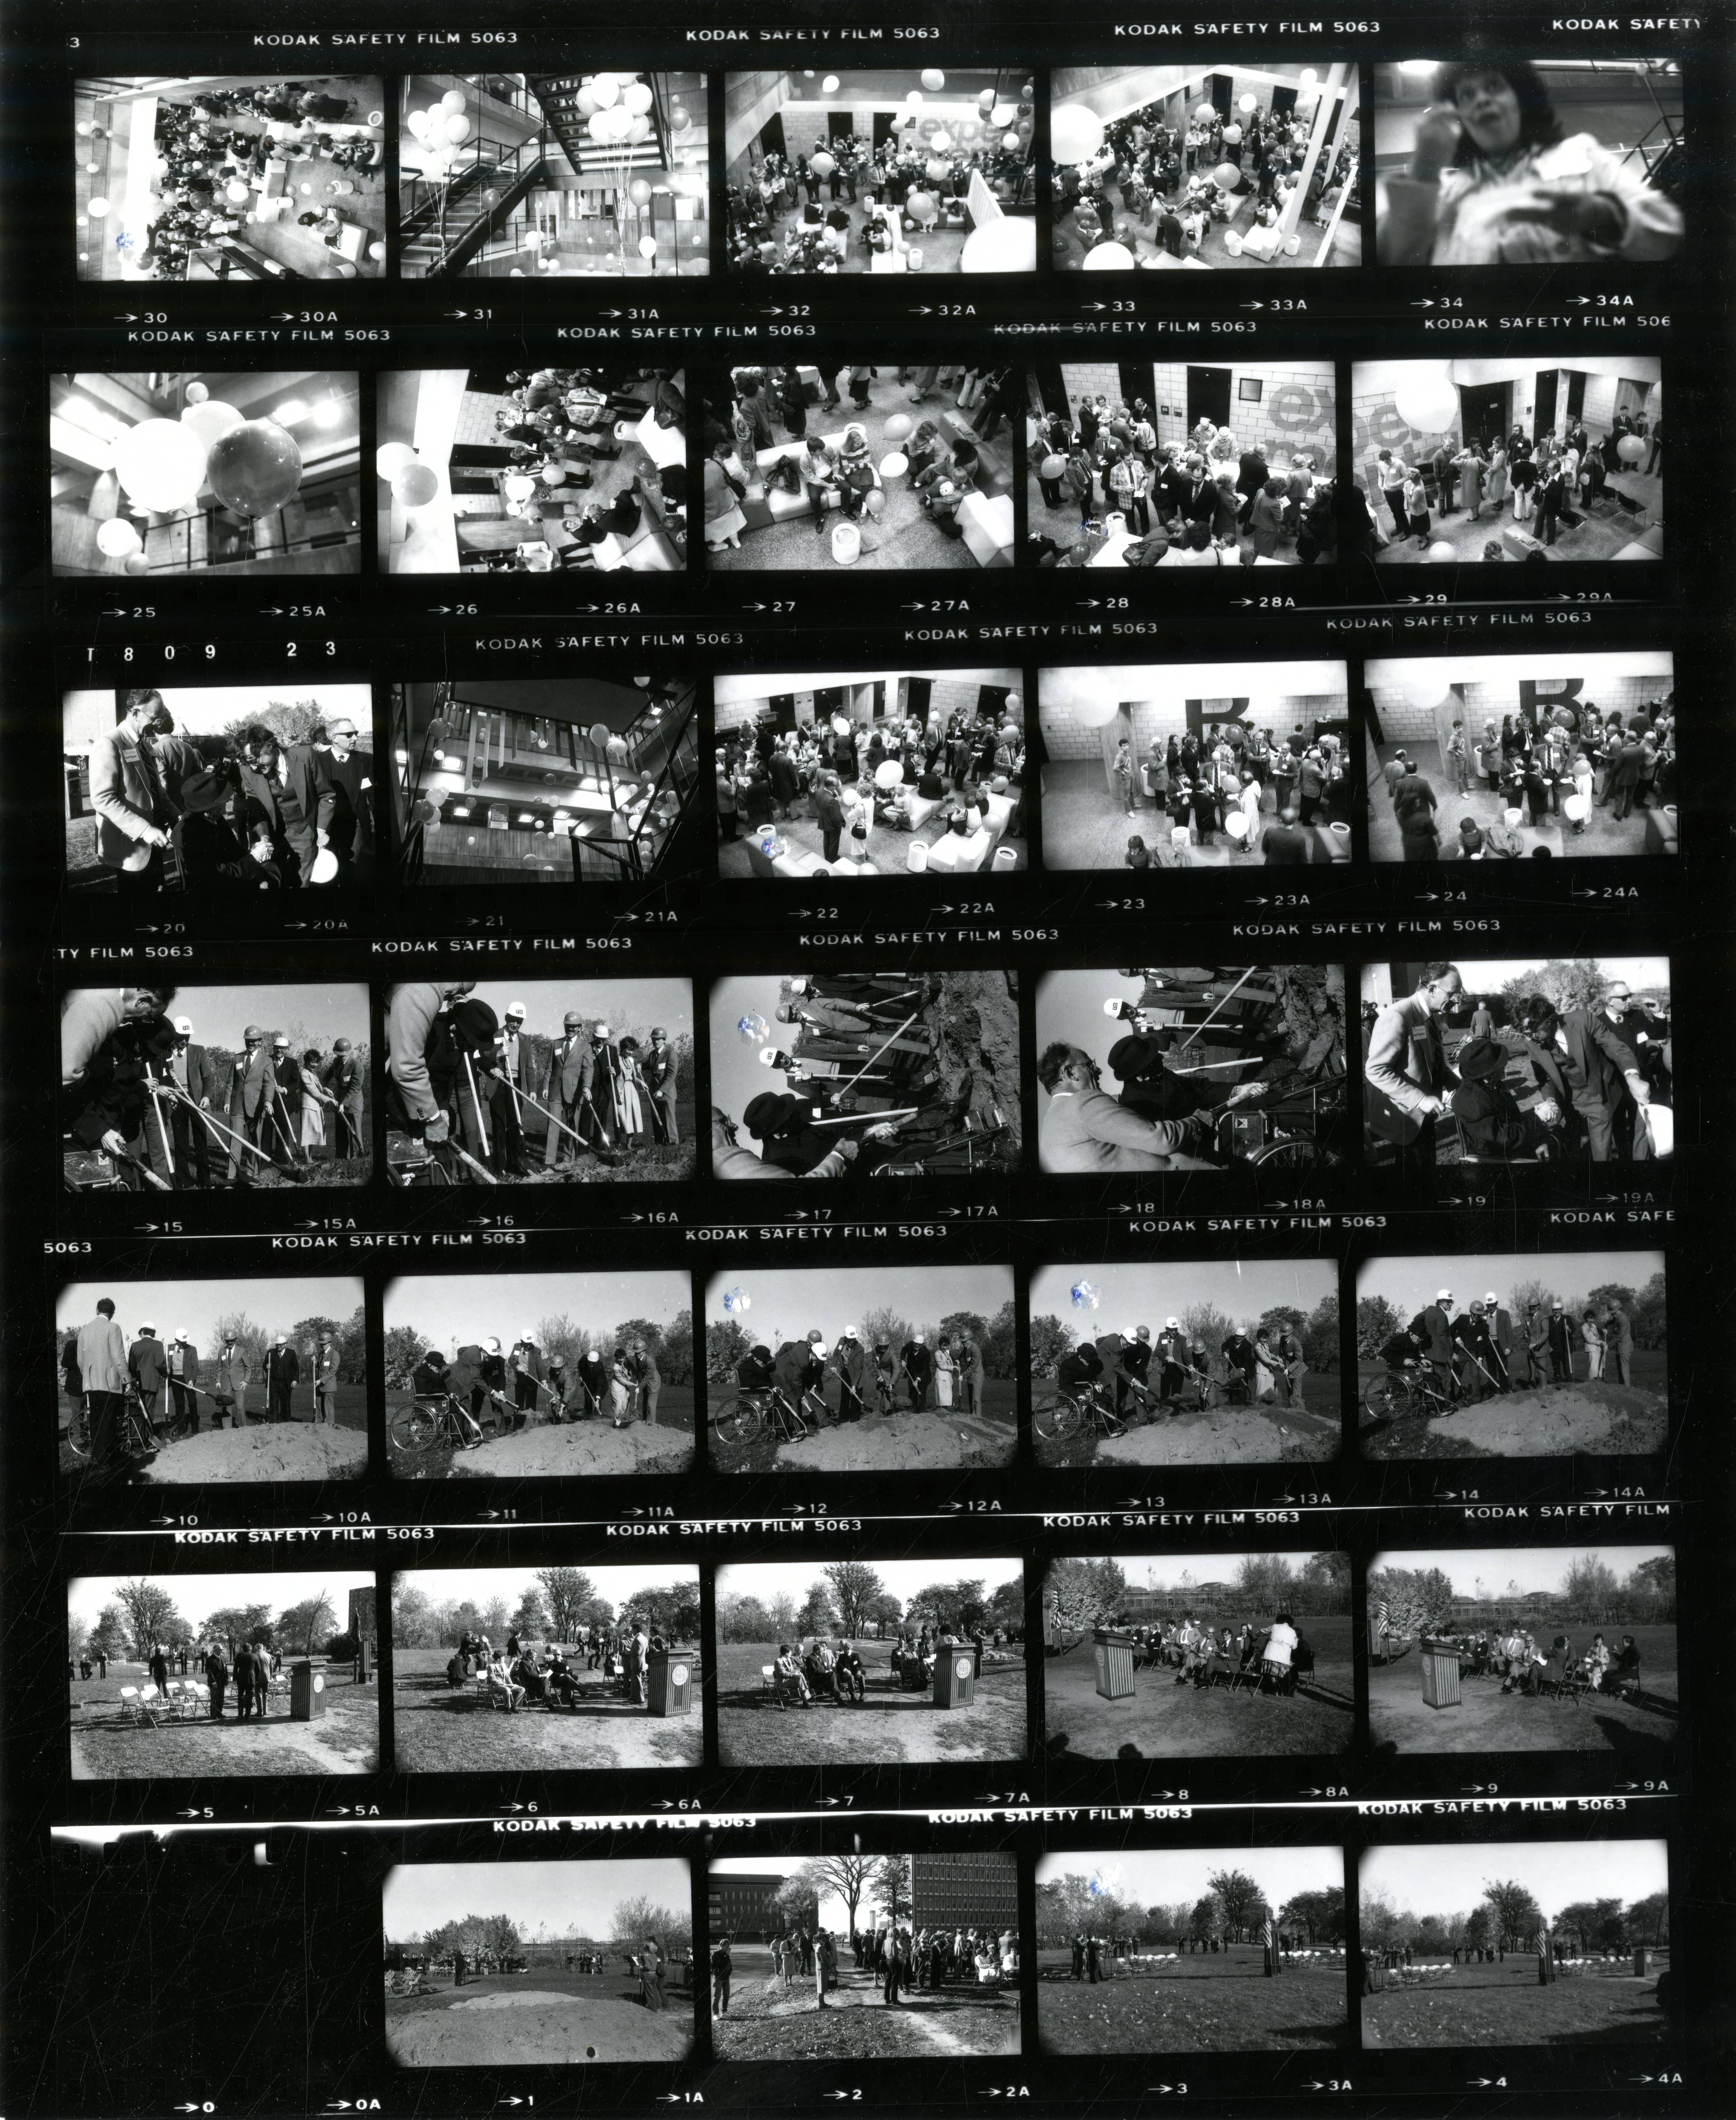 3 KODAK SAFETY FILM 5063 KODAK SAFETY FILM 5063 KODAK SAFETY FILM 5063 KODAK SAFETY
expe
→30 →30A →31 →31A →32 →32A →33 →33A →34 →34A
KODAK SAFETY FILM 5063 KODAK SAFETY FILM 5063 KODAK SAFETY FILM 5063 KODAK SAFETY FILM 506
→25 →25A →26 →26A →27 →27A →28 →28A →29 →29A
T 8 0 9 2 3 KODAK SAFETY FILM 5063 KODAK SAFETY FILM 5063 KODAK SAFETY FILM 5063
B B
→20 →20A →21 →21A →22 →22A →23 →23A →24 →24A
TY FILM 5063 KODAK SAFETY FILM 5063 KODAK SAFETY FILM 5063 KODAK SAFETY FILM 5063
→15 →15A →16 →16A →17 →17A →18 →18A →19 →19A
5063 KODAK SAFETY FILM 5063 KODAK SAFETY FILM 5063 KODAK SAFETY FILM 5063 KODAK SAFE
→10 →10A →11 →11A →12 →12A →13 →13A →14 →14A
KODAK SAFETY FILM 5063 KODAK SAFETY FILM 5063 KODAK SAFETY FILM 5063 KODAK SAFETY FILM
→5 →5A →6 →6A →7 →7A →8 →8A →9 →9A
KODAK SAFETY FILM 5063 KODAK SAFETY FILM 5063 KODAK SAFETY FILM 5063
→0 →0A →1 →1A →2 →2A →3 →3A →4 →4A